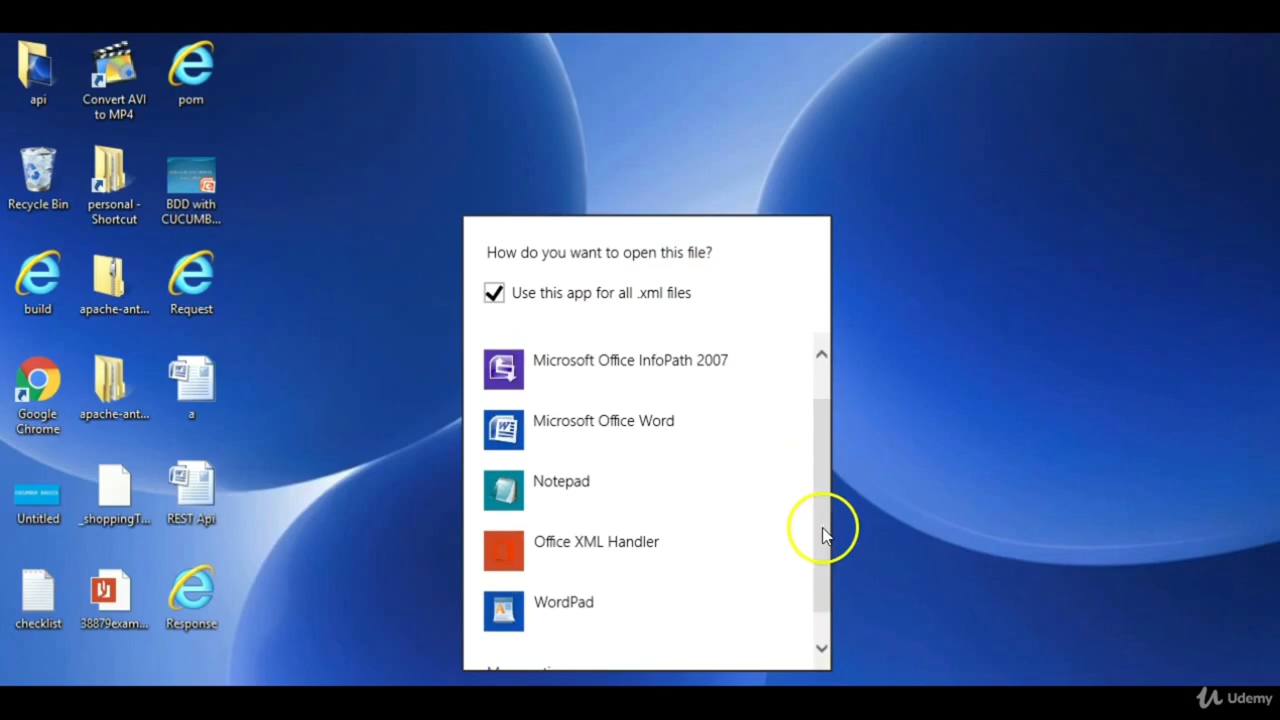 api
Convert AVI
to MP4
pom
Recycle Bin
personal -
Shortcut
BDD with
CUCUMB...
build
apache-ant...
Request
Google
Chrome
apache-ant...
a
Untitled
_shoppingT...
REST Api
checklist
38879exam...
Response
How do you want to open this file?
Use this app for all .xml files
Microsoft Office InfoPath 2007
Microsoft Office Word
Notepad
Office XML Handler
WordPad
Udemy